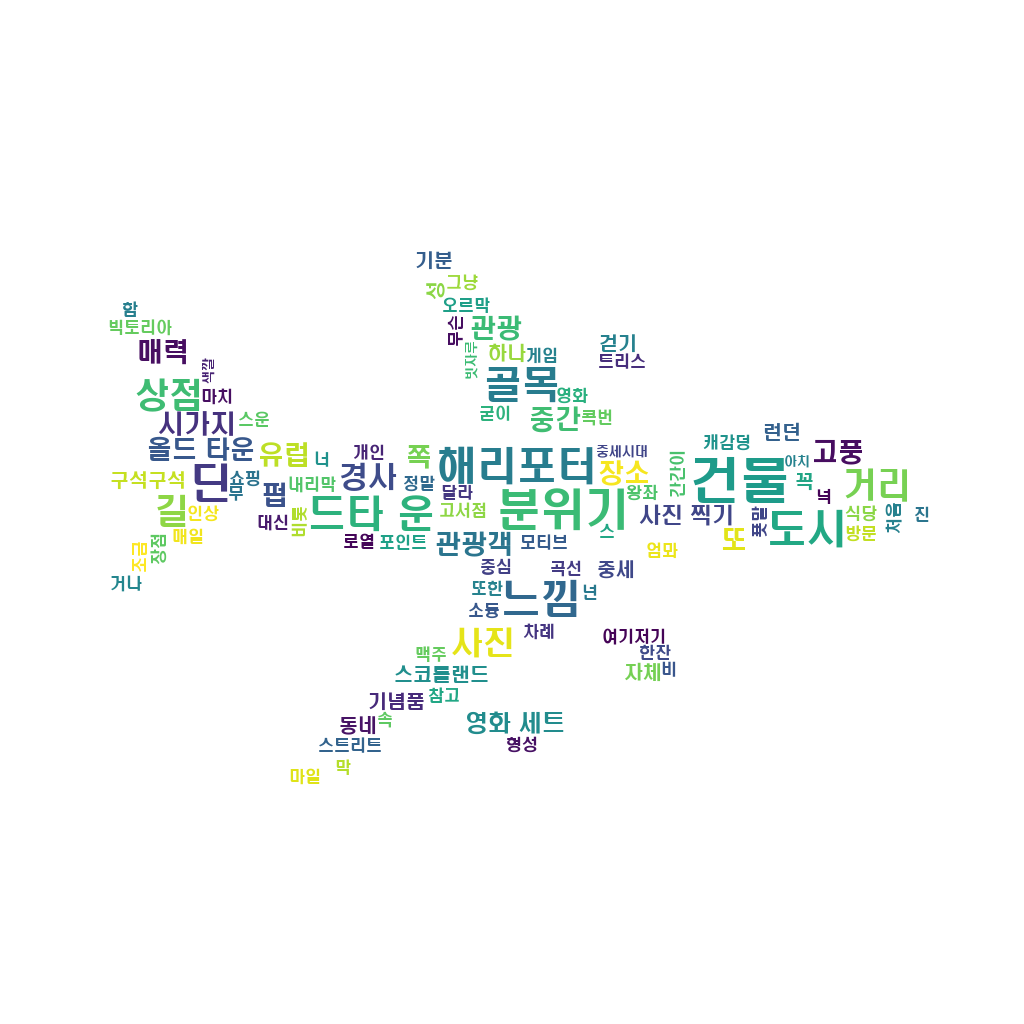 기분
그냥
성
오르막
함
빅토리아
무슨
관광
매력
색깔
빗자루
하나
게임
걷기
트리스
상점
마치
골목
영화
시가지
스운
굳이
중간
콕번
올드 타운
유럽
너
개인
쪽
해리포터
중세시대
캐감덩
런던
고풍
구석구석
딘
쇼핑
무
펍
내리막
경사
정말
달라
장소
왕좌
간간이
건물
아치
꼭
거리
녁
길
인상
대신
비롯
드타 운
고서점
분위기
스
사진 찍기
도시
식당
처음
진
매일
로열
포인트
관광객
모티브
엄마
또
푯말
방문
조금
장점
거나
중심
곡선
중세
또한
느낌
년
소듕
사진
차례
여기저기
한잔
맥주
스코틀랜드
자체
비
기념품
참고
동네
속
영화 세트
스트리트
형성
막
마일